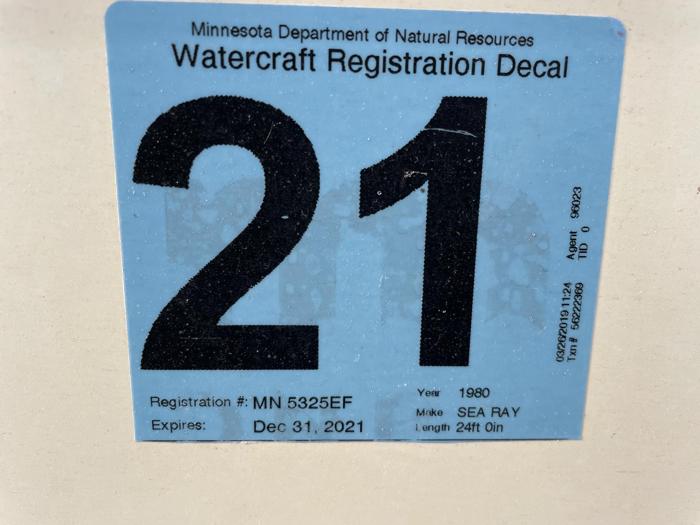 Minnesota Department of Natural Resources
Watercraft Registration Decal
21
Registration #: MN 5325EF
Expires: Dec 31, 2021
Year 1980
Make SEA RAY
Length 24ft 0in
03/26/2019 11:24 Agent 96023
Txn # 56222369 TID 0